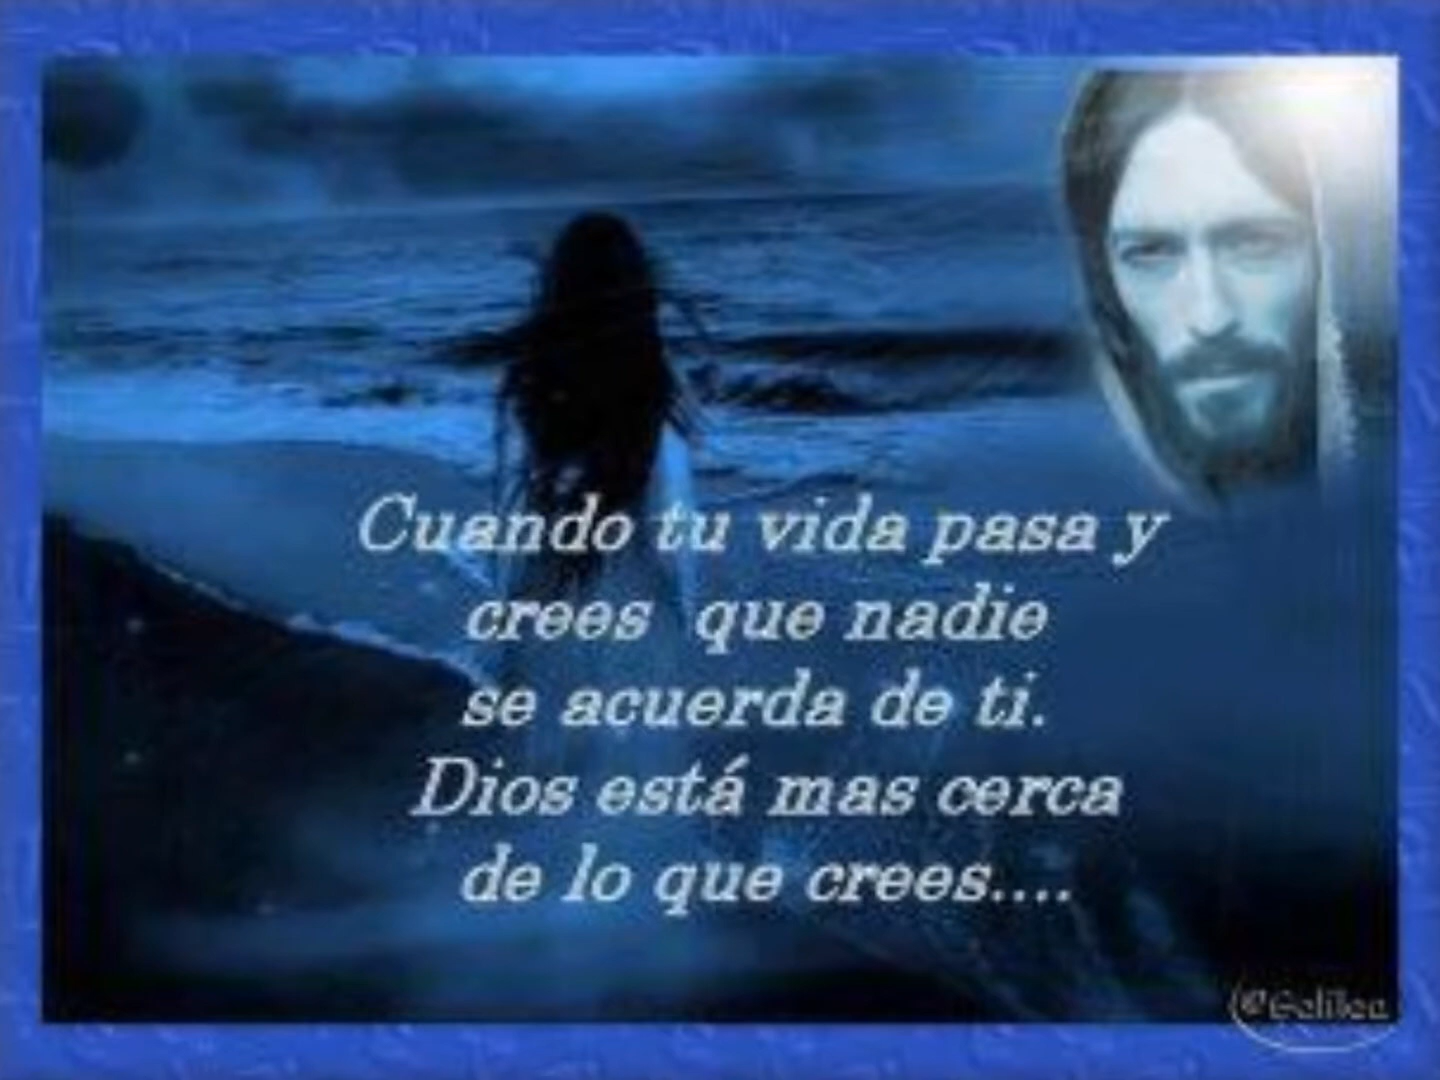 Cuando tu vida pasa y
crees que nadie
se acuerda de ti.
Dios está mas cerca
de lo que crees....
@Galilea